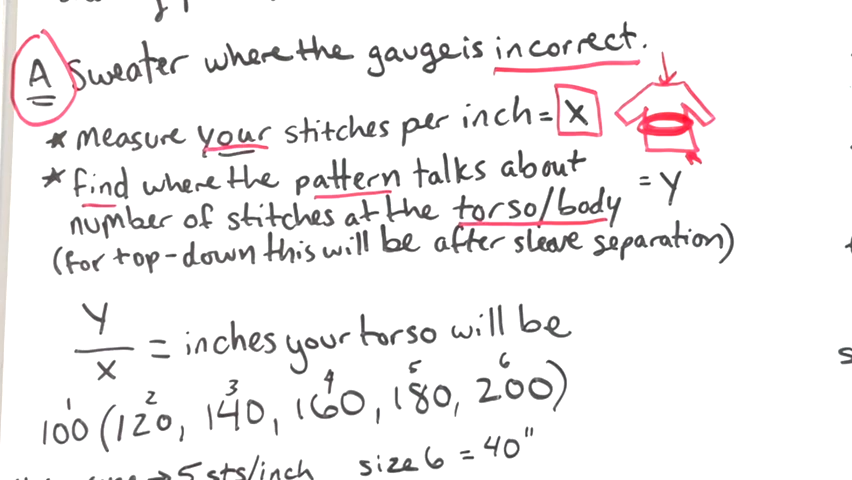 A Sweater where the gauge is incorrect.
* measure your stitches per inch = X
* find where the pattern talks about
number of stitches at the torso/body = Y
(for top-down this will be after sleeve separation)
Y
X = inches your torso will be
1 2 3 4 5 6
100 (120, 140, 160, 180, 200)
→ 5 sts/inch size 6 = 40"